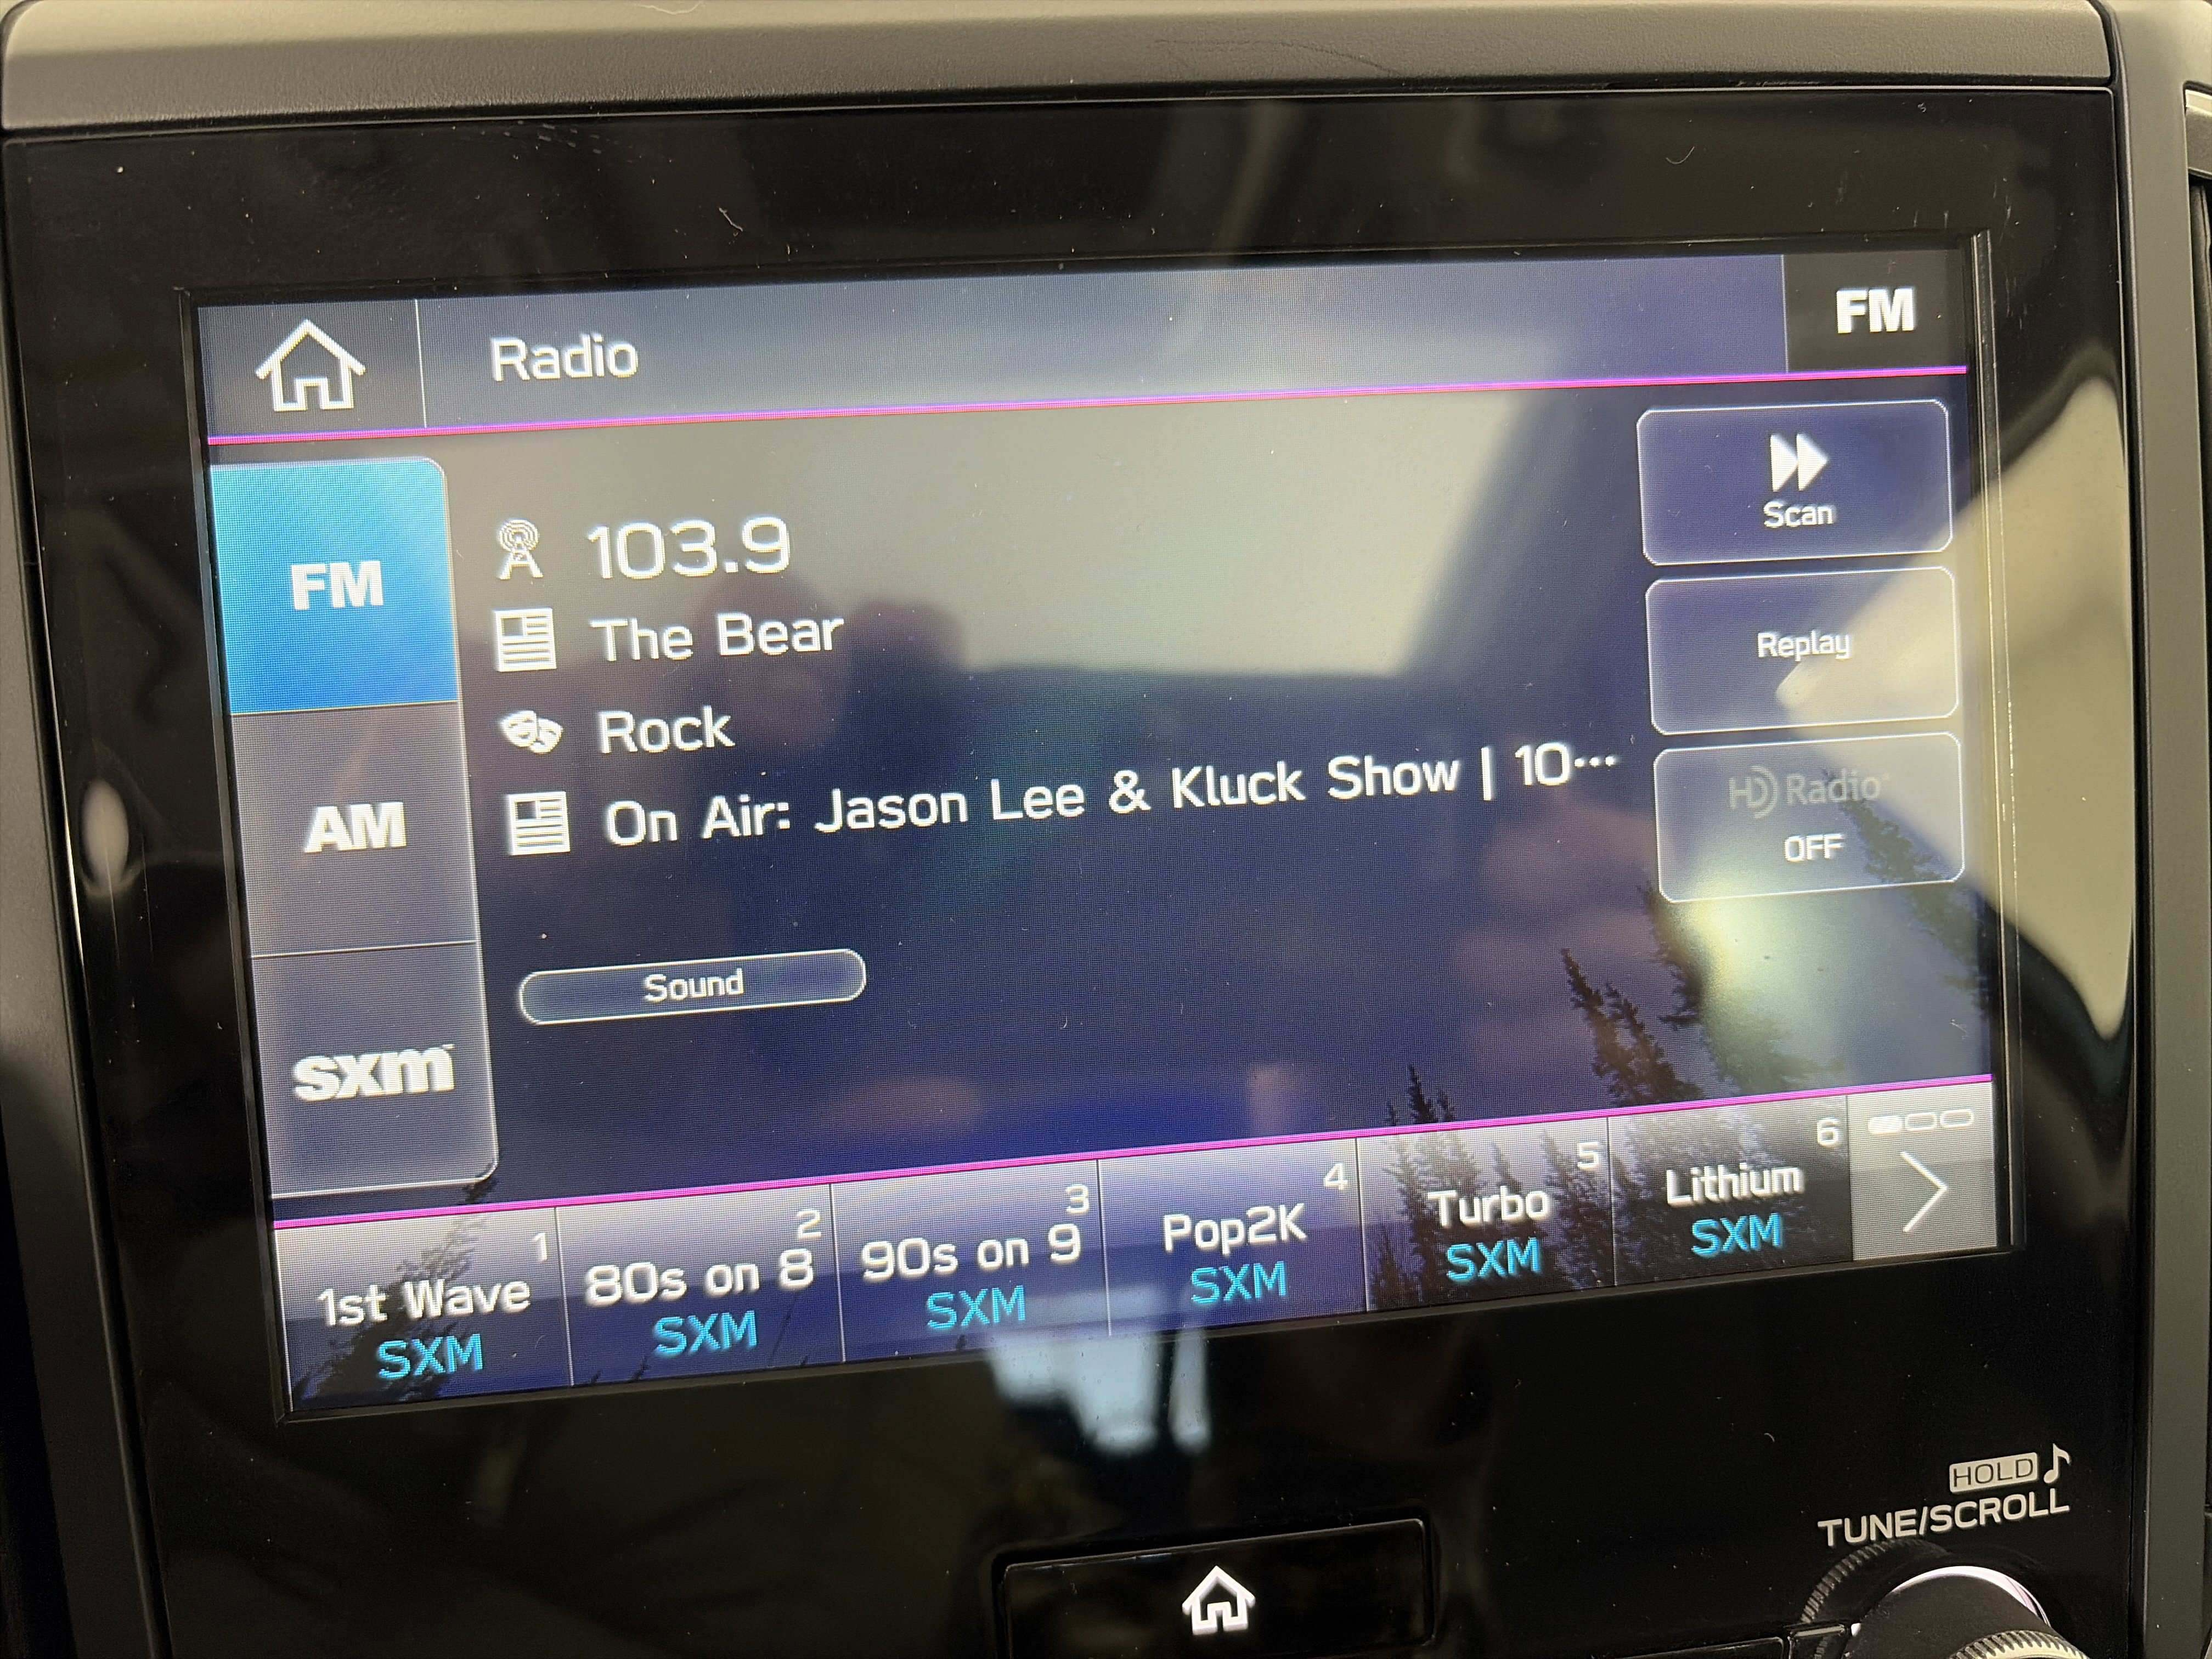 Radio
FM
FM
AM
sxm
103.9
The Bear
Rock
On Air: Jason Lee & Kluck Show | 10…
Sound
Scan
Replay
HD Radio
OFF
1
1st Wave
SXM
2
80s on 8
SXM
3
90s on 9
SXM
4
Pop2K
SXM
5
Turbo
SXM
6
Lithium
SXM
HOLD
TUNE/SCROLL